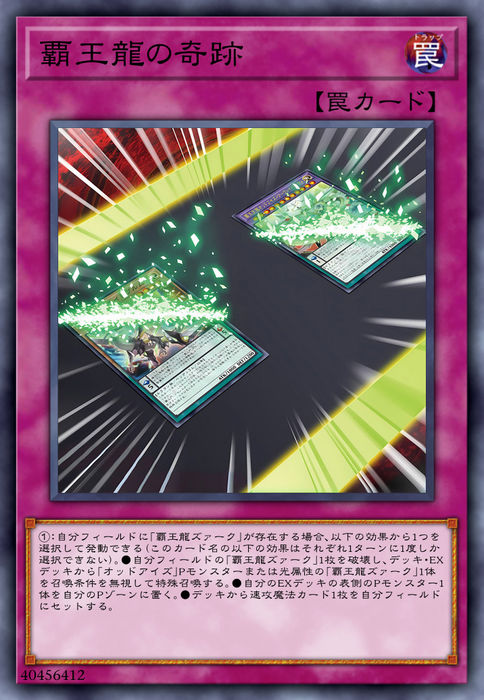 覇王龍の奇跡
トラップ
罠
【罠カード】
①:自分フィールドに「覇王龍ズァーク」が存在する場合、以下の効果から1つを
選択して発動できる(このカード名の以下の効果はそれぞれ1ターンに1度しか
選択できない)。●自分フィールドの「覇王龍ズァーク」1枚を破壊し、デッキ・EX
デッキから「オッドアイズ」Pモンスターまたは光属性の「覇王龍ズァーク」1体
を召喚条件を無視して特殊召喚する。●自分のEXデッキの表側のPモンスター1
体を自分のPゾーンに置く。●デッキから速攻魔法カード1枚を自分フィールド
にセットする。
40456412